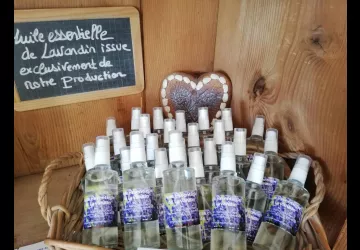 Huile essentielle
de Lavandin issue
exclusivement de
notre Production